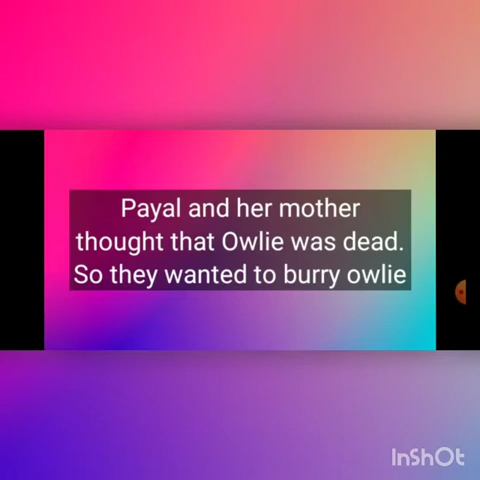 Payal and her mother
thought that Owlie was dead.
So they wanted to burry owlie
InShOt